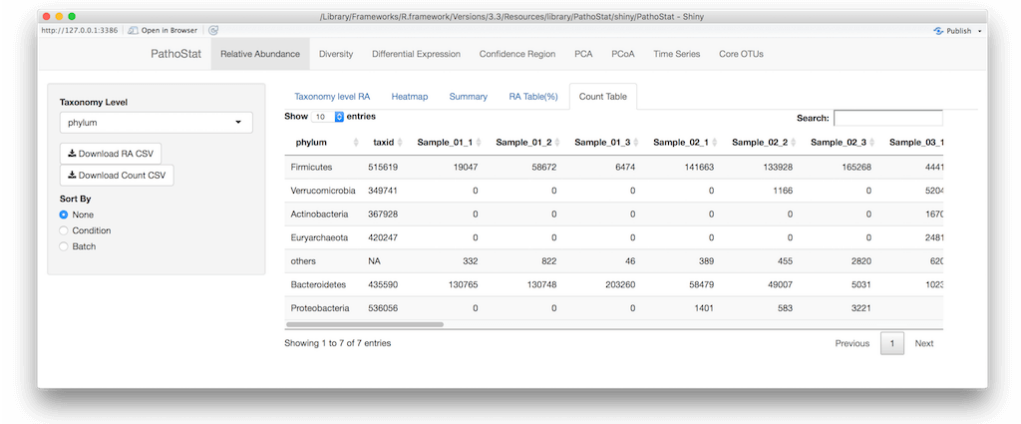 /Library/Frameworks/R.framework/Versions/3.3/Resources/library/PathoStat/shiny/PathoStat - Shiny
http://127.0.0.1:3386 Open in Browser Publish
PathoStat Relative Abundance Diversity Differential Expression Confidence Region PCA PCoA Time Series Core OTUs
Taxonomy Level
phylum
Download RA CSV
Download Count CSV
Sort By
None
Condition
Batch
Taxonomy level RA Heatmap Summary RA Table(%) Count Table
Show 10 entries Search:
phylum taxid Sample_01_1 Sample_01_2 Sample_01_3 Sample_02_1 Sample_02_2 Sample_02_3 Sample_03_1
Firmicutes 515619 19047 58672 6474 141663 133928 165268 4441
Verrucomicrobia 349741 0 0 0 0 1166 0 5204
Actinobacteria 367928 0 0 0 0 0 0 1670
Euryarchaeota 420247 0 0 0 0 0 0 2481
others NA 332 822 46 389 455 2820 620
Bacteroidetes 435590 130765 130748 203260 58479 49007 5031 1023
Proteobacteria 536056 0 0 0 1401 583 3221
Showing 1 to 7 of 7 entries Previous 1 Next